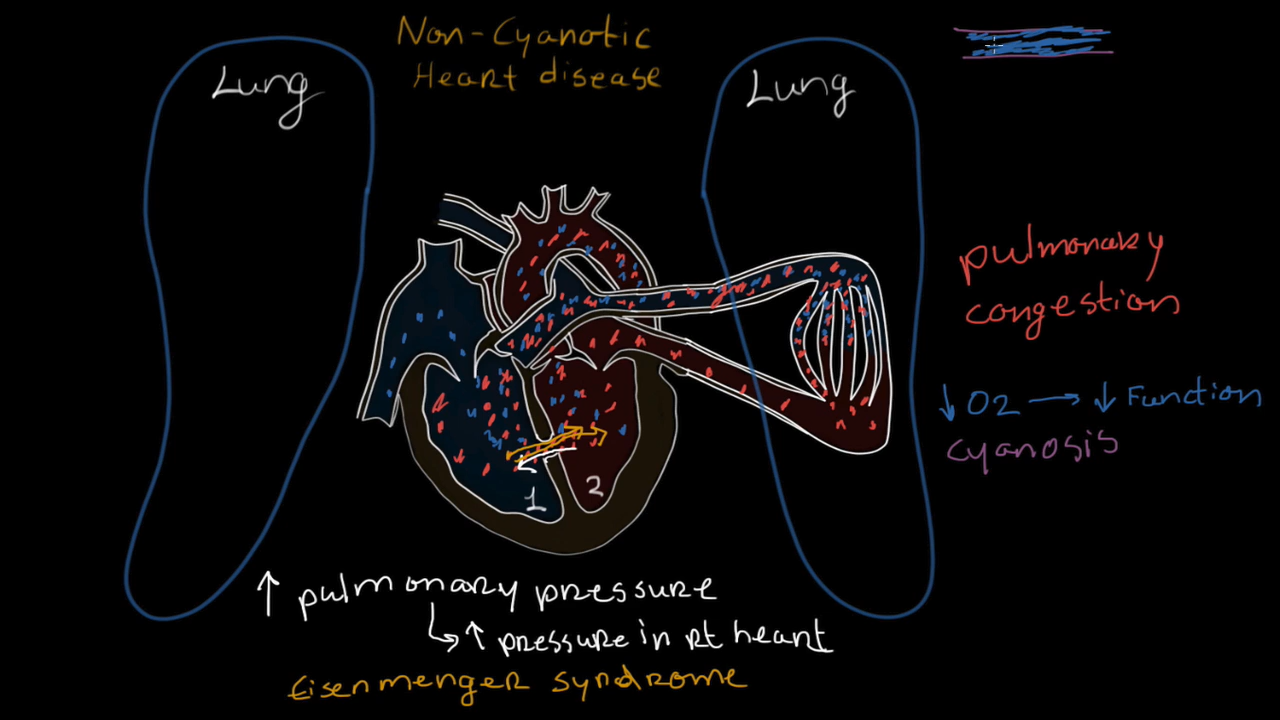 Non-Cyanotic
Heart disease
Lung
Lung
pulmonary
congestion
↓ O2 → ↓ Function
cyanosis
1
2
↑ pulmonary pressure
↳ ↑ pressure in rt heart
Eisenmenger syndrome